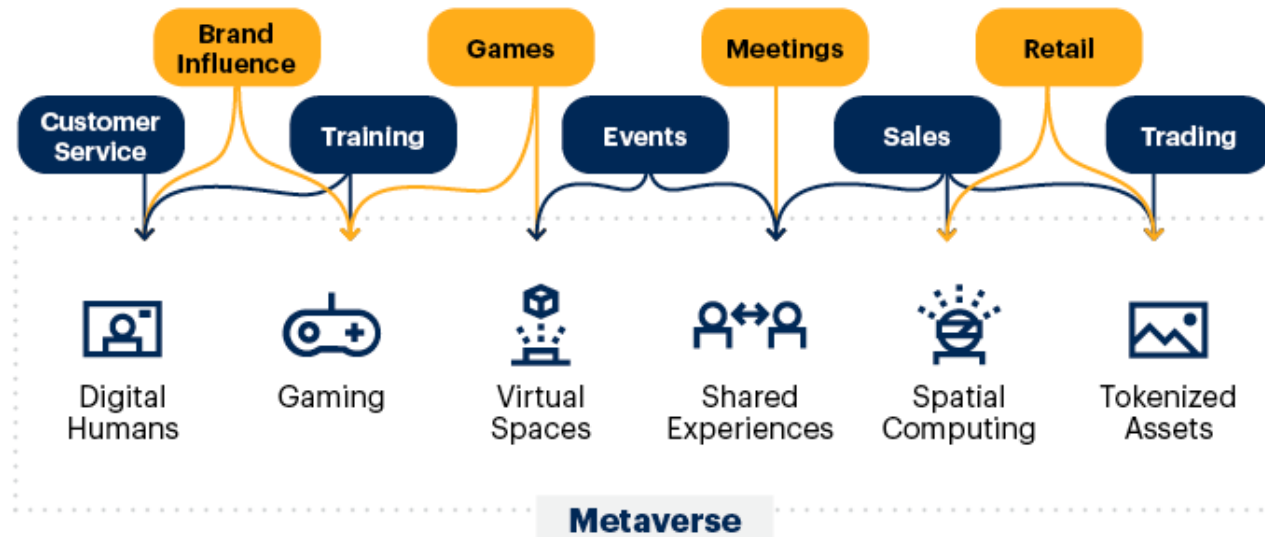 Brand
Influence
Games
Meetings
Retail
Customer
Service
Training
Events
Sales
Trading
Digital
Humans
Gaming
Virtual
Spaces
Shared
Experiences
Spatial
Computing
Tokenized
Assets
Metaverse